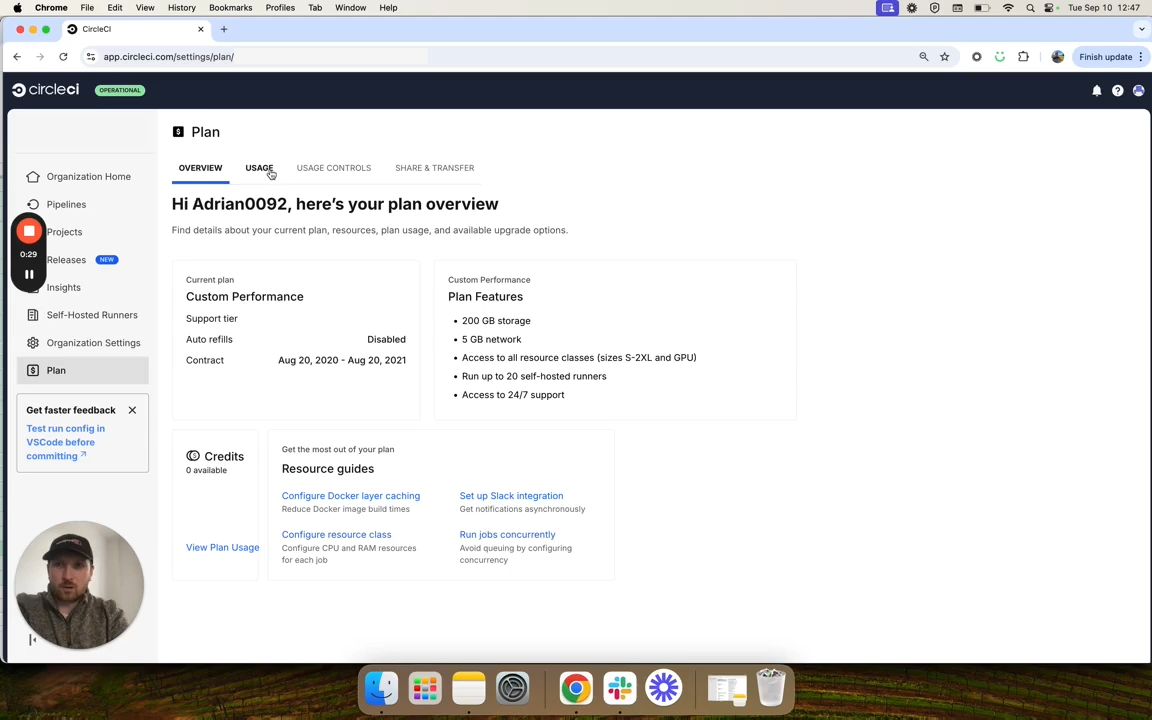 Chrome File Edit View History Bookmarks Profiles Tab Window Help Tue Sep 10 12:47
CircleCI
app.circleci.com/settings/plan/ Finish update
circleci OPERATIONAL
Plan
OVERVIEW USAGE USAGE CONTROLS SHARE & TRANSFER
Organization Home
Pipelines
Projects
Releases NEW
Insights
Self-Hosted Runners
Organization Settings
Plan
0:29
Get faster feedback
Test run config in
VSCode before
committing
Hi Adrian0092, here's your plan overview
Find details about your current plan, resources, plan usage, and available upgrade options.
Current plan
Custom Performance
Support tier
Auto refills Disabled
Contract Aug 20, 2020 - Aug 20, 2021
Custom Performance
Plan Features
• 200 GB storage
• 5 GB network
• Access to all resource classes (sizes S-2XL and GPU)
• Run up to 20 self-hosted runners
• Access to 24/7 support
Credits
0 available
View Plan Usage
Get the most out of your plan
Resource guides
Configure Docker layer caching
Reduce Docker image build times
Set up Slack integration
Get notifications asynchronously
Configure resource class
Configure CPU and RAM resources
for each job
Run jobs concurrently
Avoid queuing by configuring
concurrency